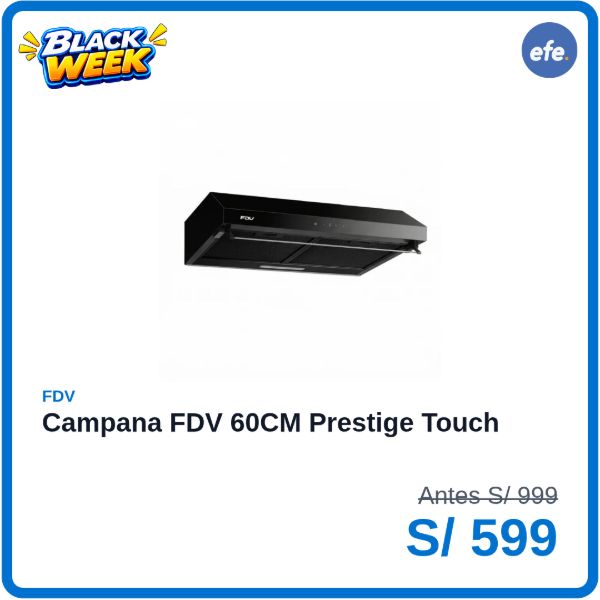 BLACK
WEEK
efe.
FDV
FDV
Campana FDV 60CM Prestige Touch
Antes S/ 999
S/ 599